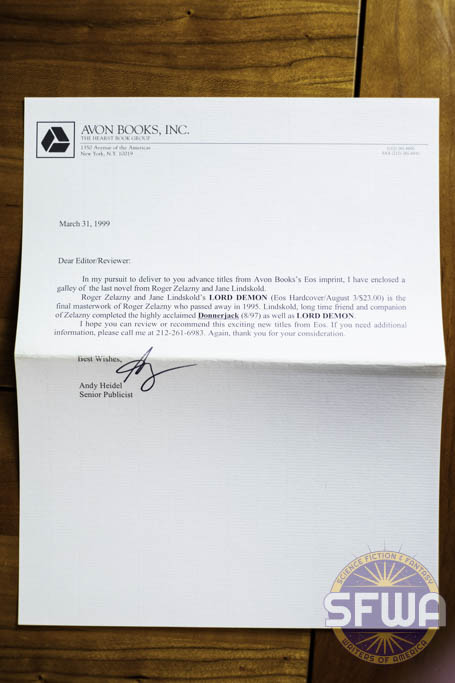 AVON BOOKS, INC.
THE HEARST BOOK GROUP
1350 Avenue of the Americas
New York, N.Y. 10019
March 31, 1999
Dear Editor/Reviewer:
In my pursuit to deliver to you advance titles from Avon Books's Eos imprint, I have enclosed a
galley of the last novel from Roger Zelazny and Jane Lindskold.
Roger Zelazny and Jane Lindskold's LORD DEMON (Eos Hardcover/August 3/$23.00) is the
final masterwork of Roger Zelazny who passed away in 1995. Lindskold, long time friend and companion
of Zelazny completed the highly acclaimed Donnerjack (8/97) as well as LORD DEMON.
I hope you can review or recommend this exciting new titles from Eos. If you need additional
information, please call me at 212-261-6983. Again, thank you for your consideration.
Best Wishes,
Andy Heidel
Senior Publicist
SCIENCE FICTION & FANTASY
SFWA
WRITERS OF AMERICA